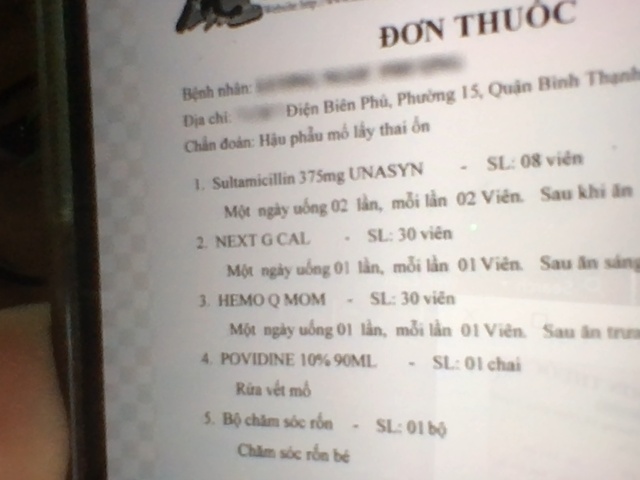 Website: http
ĐƠN THUỐC
Bệnh nhân:
Địa chỉ: Điện Biên Phủ, Phường 15, Quận Bình Thạnh
Chẩn đoán: Hậu phẫu mổ lấy thai ổn
1. Sultamicillin 375mg UNASYN - SL: 08 viên
Một ngày uống 02 lần, mỗi lần 02 Viên. Sau khi ăn
2. NEXT G CAL - SL: 30 viên
Một ngày uống 01 lần, mỗi lần 01 Viên. Sau ăn sáng
3. HEMO Q MOM - SL: 30 viên
Một ngày uống 01 lần, mỗi lần 01 Viên. Sau ăn trưa
4. POVIDINE 10% 90ML - SL: 01 chai
Rửa vết mổ
5. Bộ chăm sóc rốn - SL: 01 bộ
Chăm sóc rốn bé